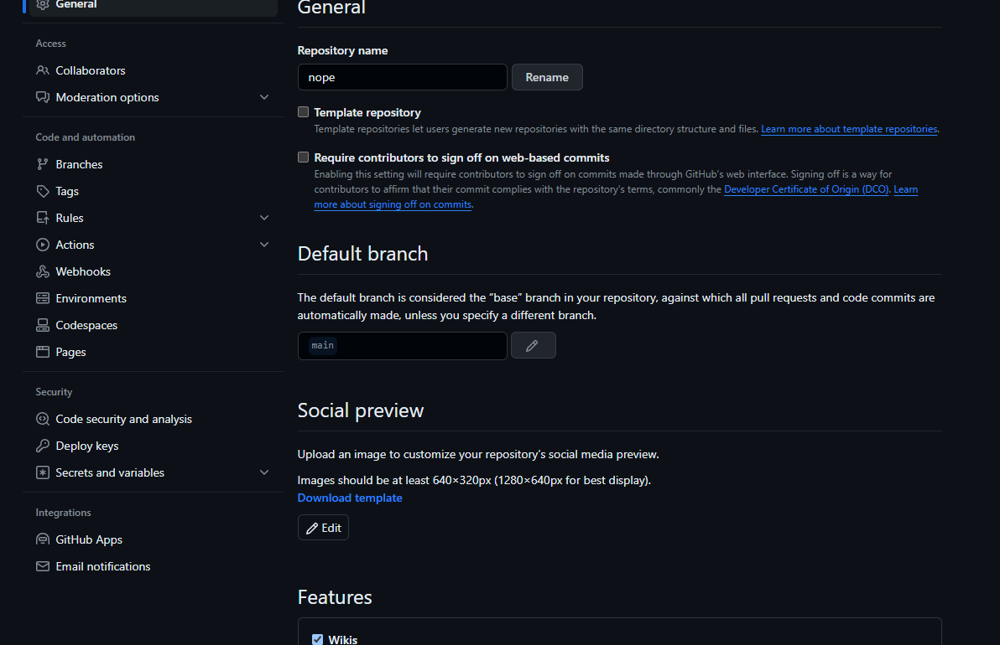 General
Access
Collaborators
Moderation options
Code and automation
Branches
Tags
Rules
Actions
Webhooks
Environments
Codespaces
Pages
Security
Code security and analysis
Deploy keys
Secrets and variables
Integrations
GitHub Apps
Email notifications
General
Repository name
nope
Rename
Template repository
Template repositories let users generate new repositories with the same directory structure and files. Learn more about template repositories.
Require contributors to sign off on web-based commits
Enabling this setting will require contributors to sign off on commits made through GitHub’s web interface. Signing off is a way for
contributors to affirm that their commit complies with the repository's terms, commonly the Developer Certificate of Origin (DCO). Learn
more about signing off on commits.
Default branch
The default branch is considered the “base” branch in your repository, against which all pull requests and code commits are
automatically made, unless you specify a different branch.
main
Social preview
Upload an image to customize your repository’s social media preview.
Images should be at least 640×320px (1280×640px for best display).
Download template
Edit
Features
Wikis